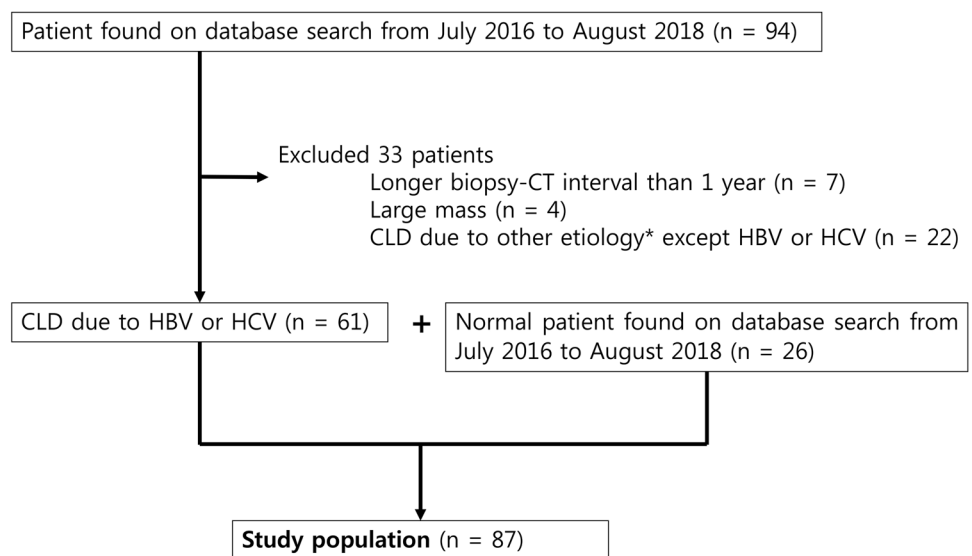 Patient found on database search from July 2016 to August 2018 (n = 94)
Excluded 33 patients
Longer biopsy-CT interval than 1 year (n = 7)
Large mass (n = 4)
CLD due to other etiology* except HBV or HCV (n = 22)
CLD due to HBV or HCV (n = 61)
+
Normal patient found on database search from
July 2016 to August 2018 (n = 26)
Study population (n = 87)